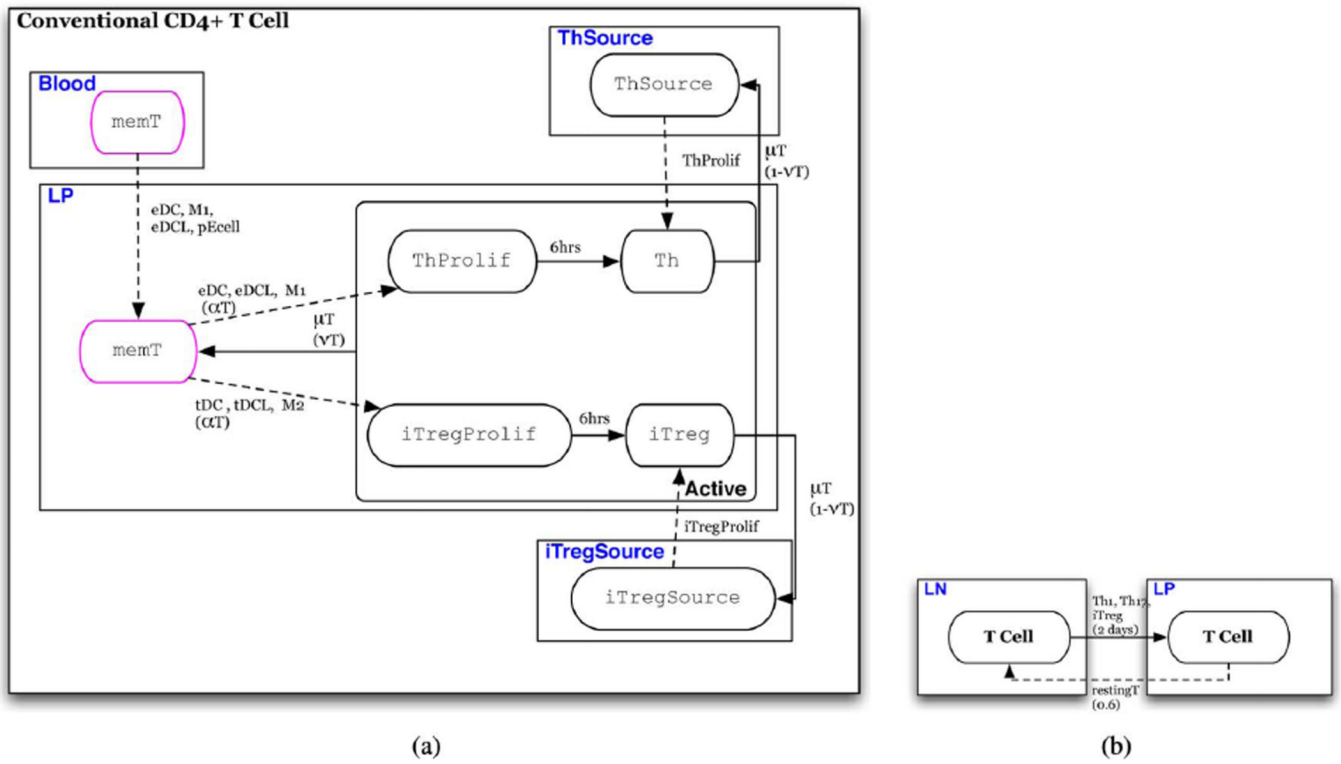 Conventional CD4+ T Cell
ThSource
ThSource
Blood
memT
ThProlif
μT
(1-νT)
LP
eDC, M1,
eDCL, pEcell
ThProlif
6hrs
Th
eDC, eDCL, M1
(αT)
μT
(νT)
memT
tDC, tDCL, M2
(αT)
iTregProlif
6hrs
iTreg
Active
μT
(1-νT)
iTregProlif
iTregSource
iTregSource
LN
LP
Th1, Th17,
iTreg
(2 days)
T Cell
T Cell
restingT
(0.6)
(a)
(b)